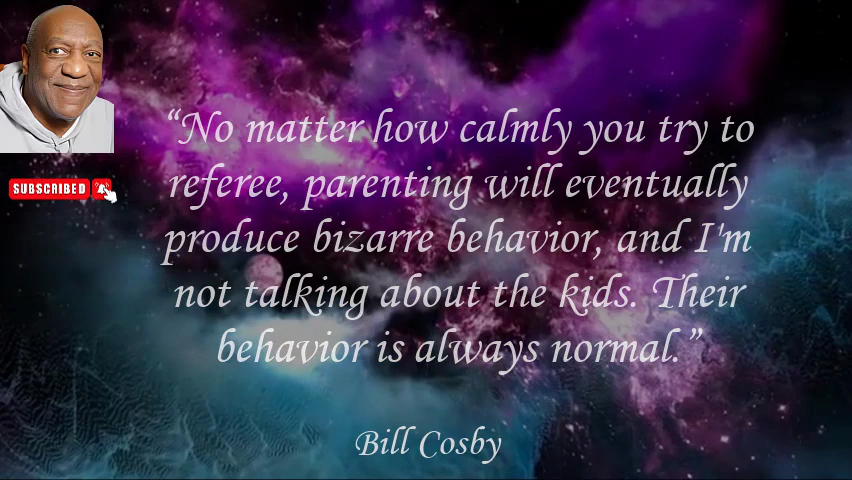 “No matter how calmly you try to
referee, parenting will eventually
produce bizarre behavior, and I'm
not talking about the kids. Their
behavior is always normal.”
SUBSCRIBED
Bill Cosby